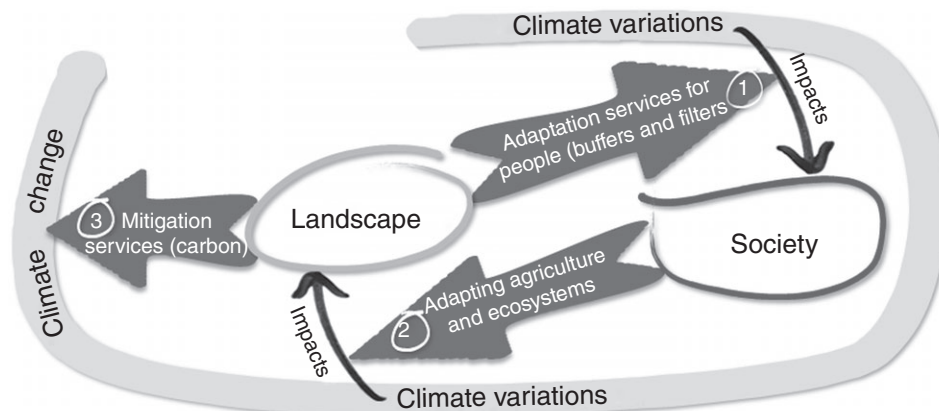 Climate variations
Impacts
1
Adaptation services for
people (buffers and filters
Climate change
3
Mitigation
services (carbon)
Landscape
Society
Adapting agriculture
and ecosystems
2
Impacts
Climate variations